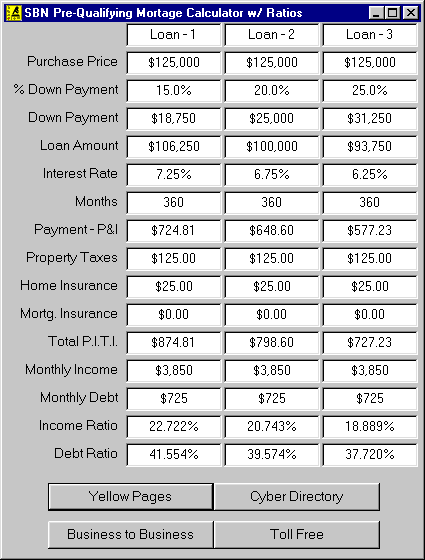 SBN Pre-Qualifying Mortage Calculator w/ Ratios
Loan - 1 Loan - 2 Loan - 3
Purchase Price $125,000 $125,000 $125,000
% Down Payment 15.0% 20.0% 25.0%
Down Payment $18,750 $25,000 $31,250
Loan Amount $106,250 $100,000 $93,750
Interest Rate 7.25% 6.75% 6.25%
Months 360 360 360
Payment - P&I $724.81 $648.60 $577.23
Property Taxes $125.00 $125.00 $125.00
Home Insurance $25.00 $25.00 $25.00
Mortg. Insurance $0.00 $0.00 $0.00
Total P.I.T.I. $874.81 $798.60 $727.23
Monthly Income $3,850 $3,850 $3,850
Monthly Debt $725 $725 $725
Income Ratio 22.722% 20.743% 18.889%
Debt Ratio 41.554% 39.574% 37.720%
Yellow Pages Cyber Directory
Business to Business Toll Free